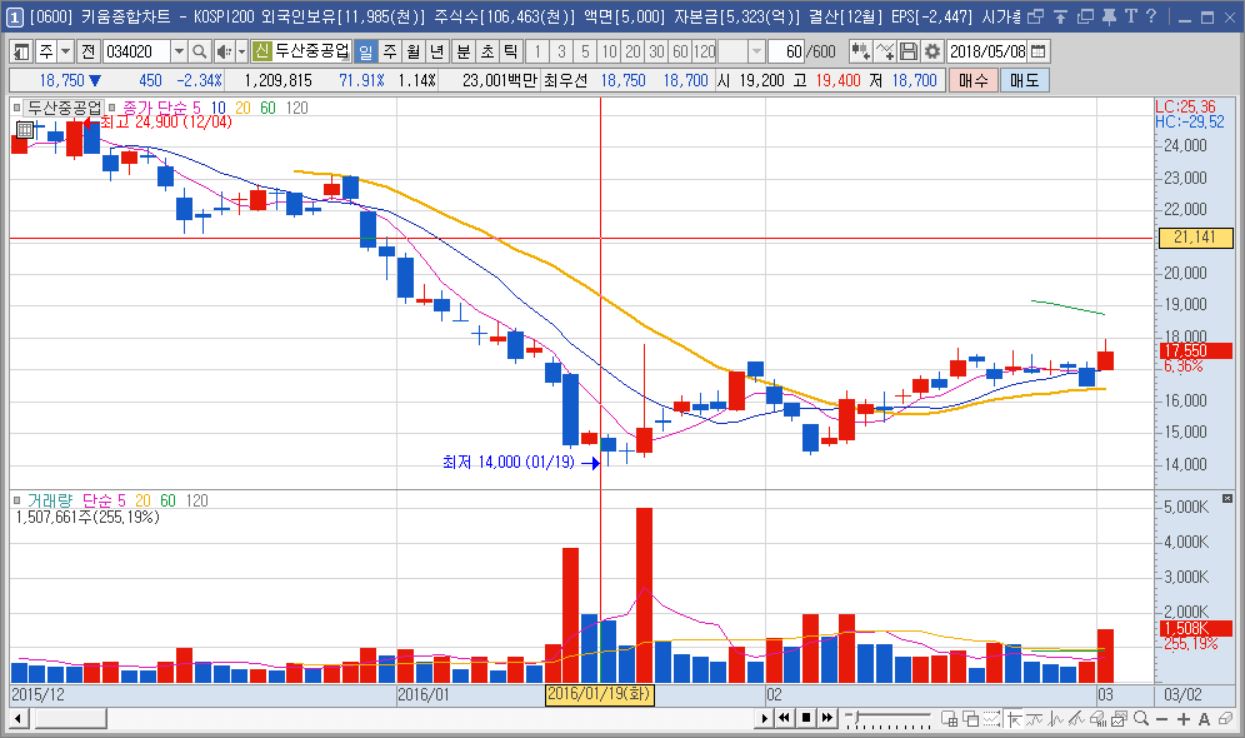 1 [0600] 키움종합차트 - KOSPI200 외국인보유[11,985(천)] 주식수[106,463(천)] 액면[5,000] 자본금[5,323(억)] 결산[12월] EPS[-2,447] 시가총 T ?
주 전 034020 신 두산중공업 일 주 월 년 분 초 틱 1 3 5 10 20 30 60 120 60 /600 2018/05/08
18,750 ▼ 450 -2.34% 1,209,815 71.91% 1.14% 23,001백만 최우선 18,750 18,700 시 19,200 고 19,400 저 18,700 매수 매도
두산중공업 종가 단순 5 10 20 60 120
최고 24,900 (12/04)
LC:25,36
HC:-29,52
24,000
23,000
22,000
21,141
20,000
19,000
18,000
17,550
6,36%
16,000
15,000
최저 14,000 (01/19)
14,000
거래량 단순 5 20 60 120
1,507,661주(255,19%)
5,000K
4,000K
3,000K
2,000K
1,508K
255,19%
2015/12 2016/01 2016/01/19(화) 02 03 03/02
A